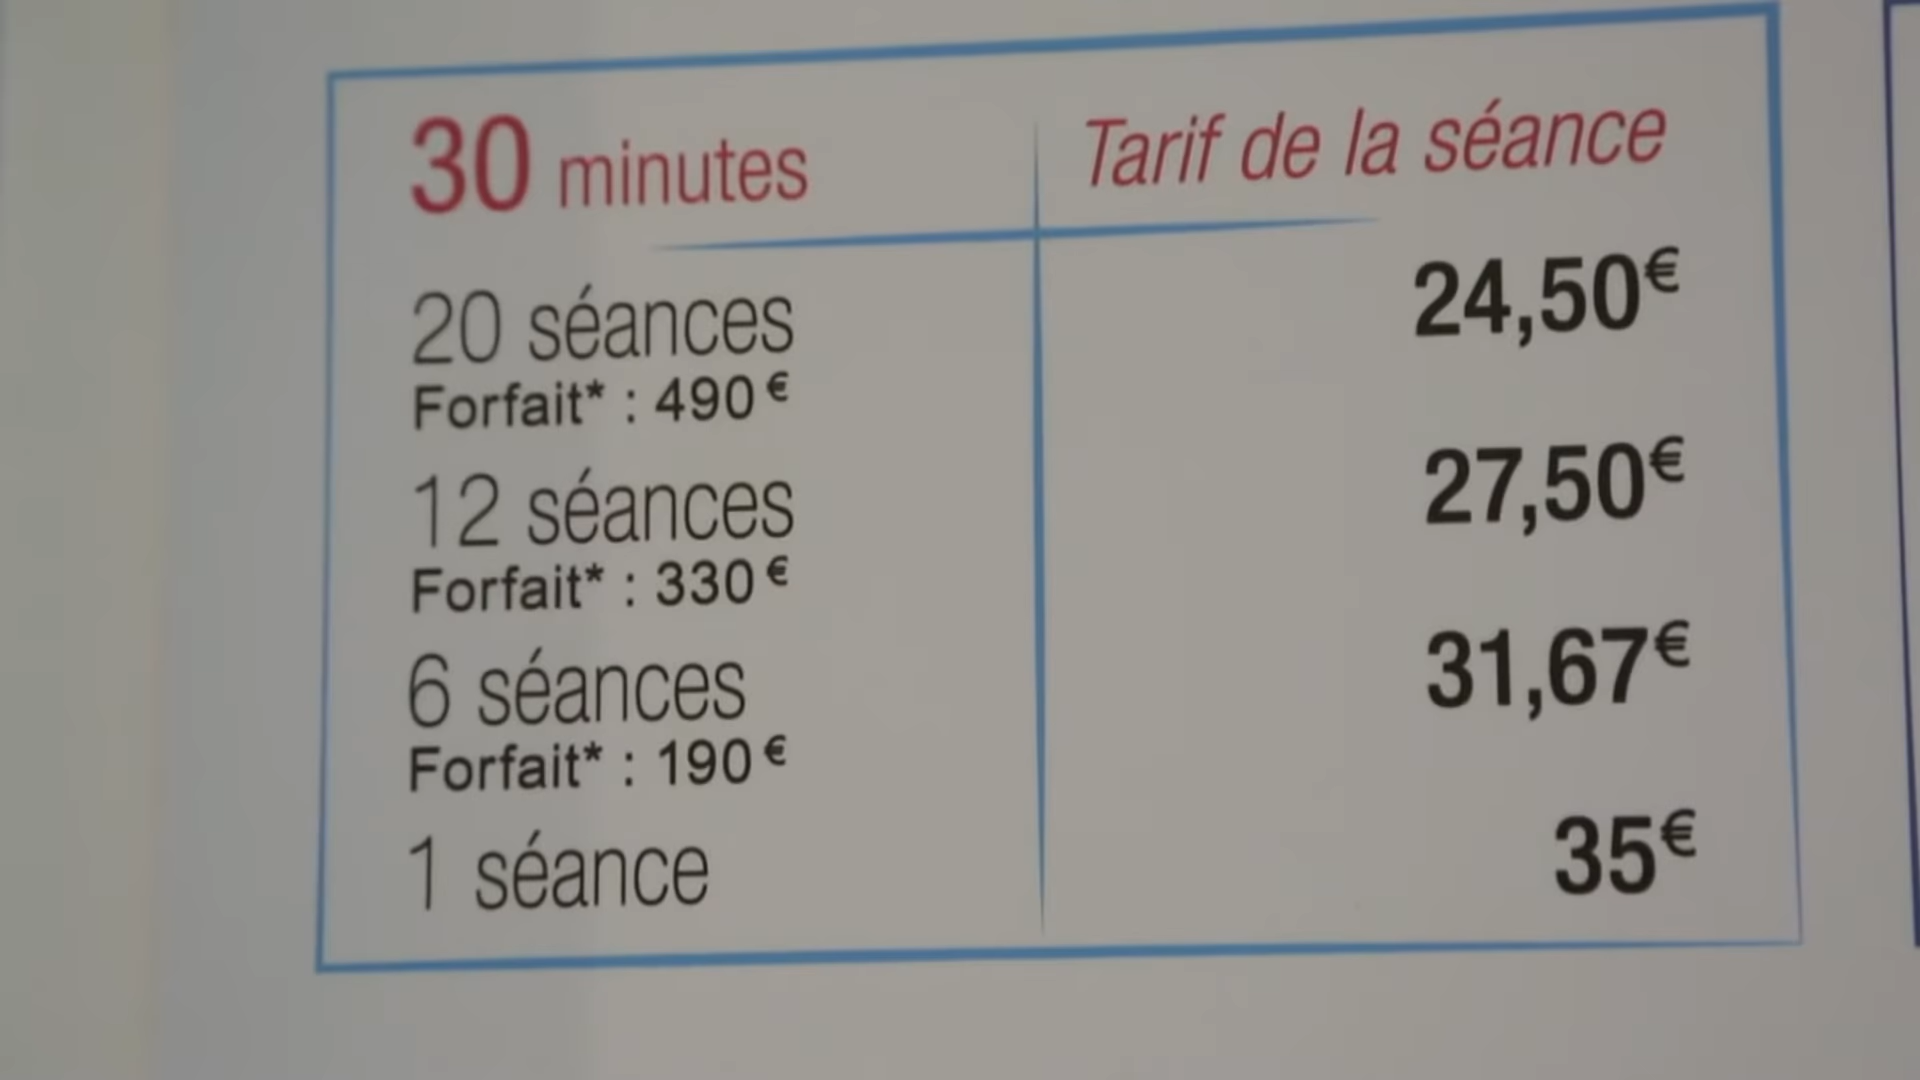 30 minutes
Tarif de la séance
20 séances
24,50€
Forfait* : 490 €
12 séances
27,50€
Forfait* : 330 €
6 séances
31,67€
Forfait* : 190 €
1 séance
35€